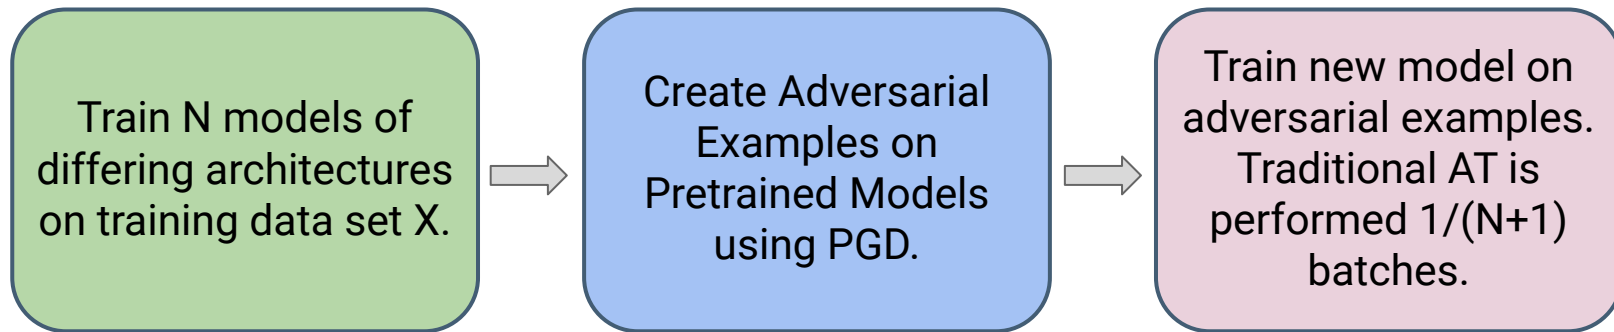 Train N models of
differing architectures
on training data set X.
Create Adversarial
Examples on
Pretrained Models
using PGD.
Train new model on
adversarial examples.
Traditional AT is
performed 1/(N+1)
batches.